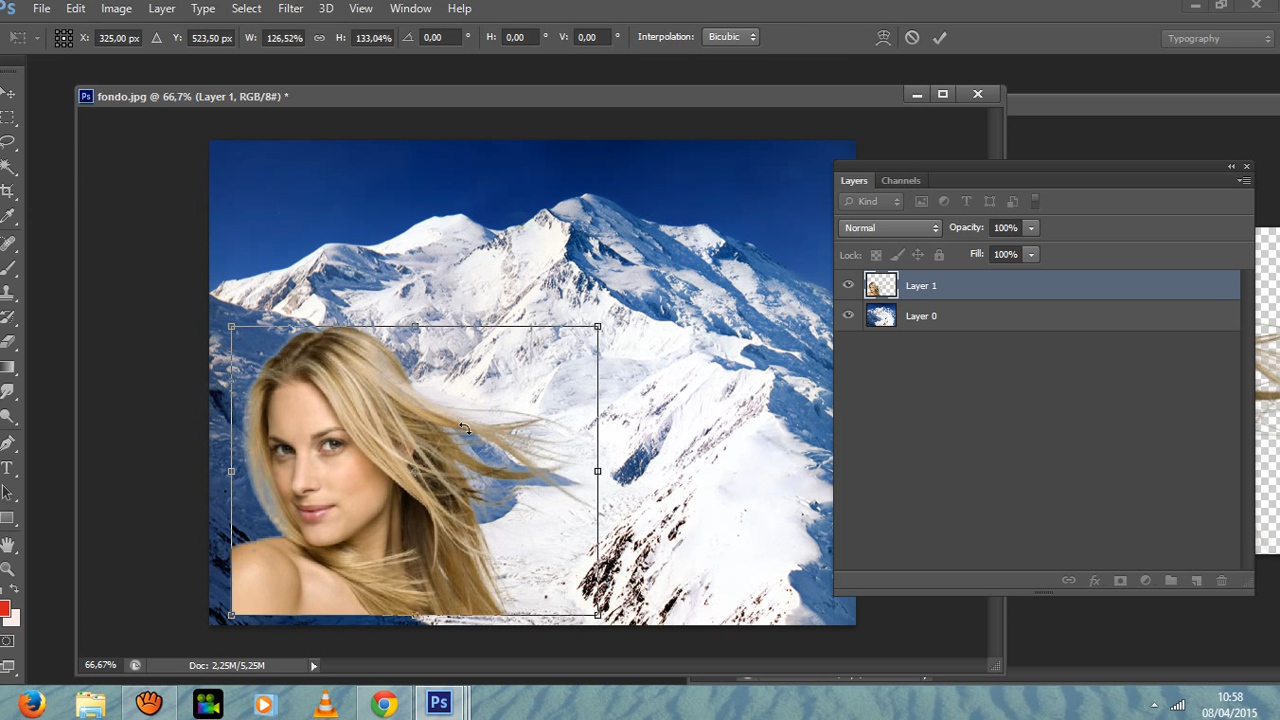 Ps File Edit Image Layer Type Select Filter 3D View Window Help
X: 325,00 px Y: 523,50 px W: 126,52% H: 133,04% 0,00 ° H: 0,00 ° V: 0,00 ° Interpolation: Bicubic Typography
Ps fondo.jpg @ 66,7% (Layer 1, RGB/8#) *
Layers Channels
Kind
Normal Opacity: 100%
Lock: Fill: 100%
Layer 1
Layer 0
66,67% Doc: 2,25M/5,25M
Ps
10:58
08/04/2015